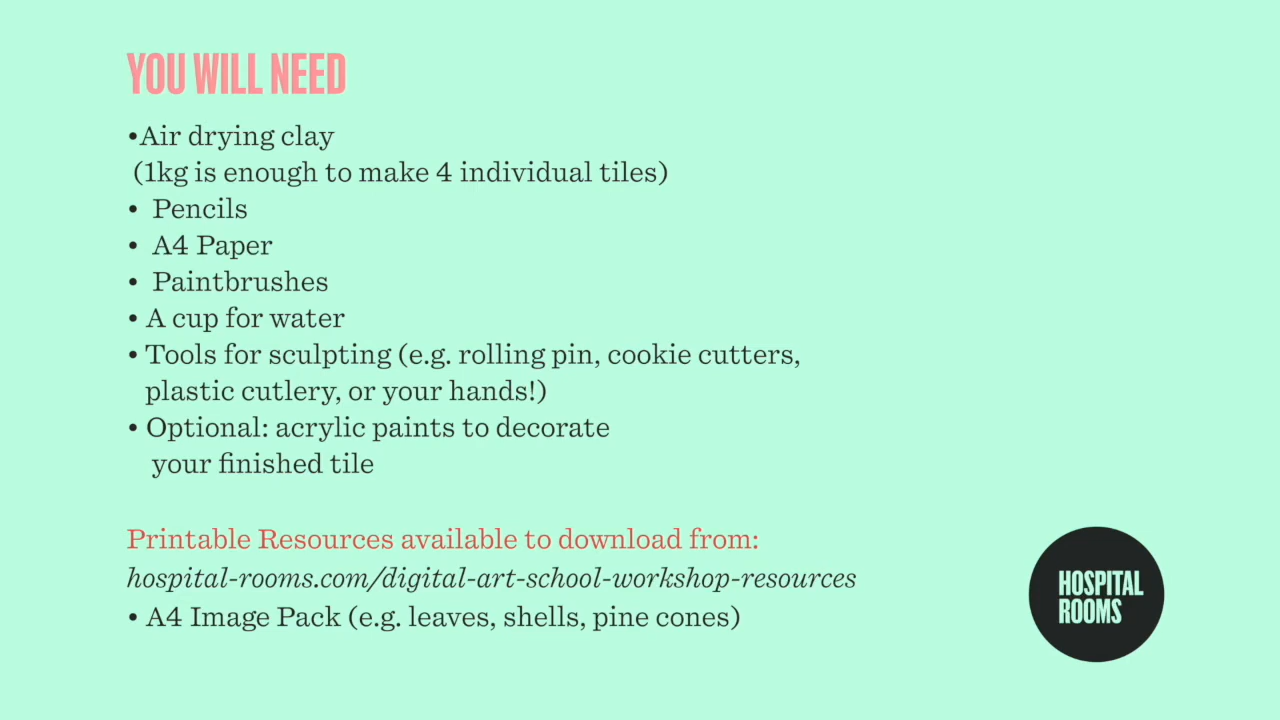 YOU WILL NEED
•Air drying clay
(1kg is enough to make 4 individual tiles)
• Pencils
• A4 Paper
• Paintbrushes
• A cup for water
• Tools for sculpting (e.g. rolling pin, cookie cutters,
plastic cutlery, or your hands!)
• Optional: acrylic paints to decorate
your finished tile
Printable Resources available to download from:
hospital-rooms.com/digital-art-school-workshop-resources
• A4 Image Pack (e.g. leaves, shells, pine cones)
HOSPITAL
ROOMS